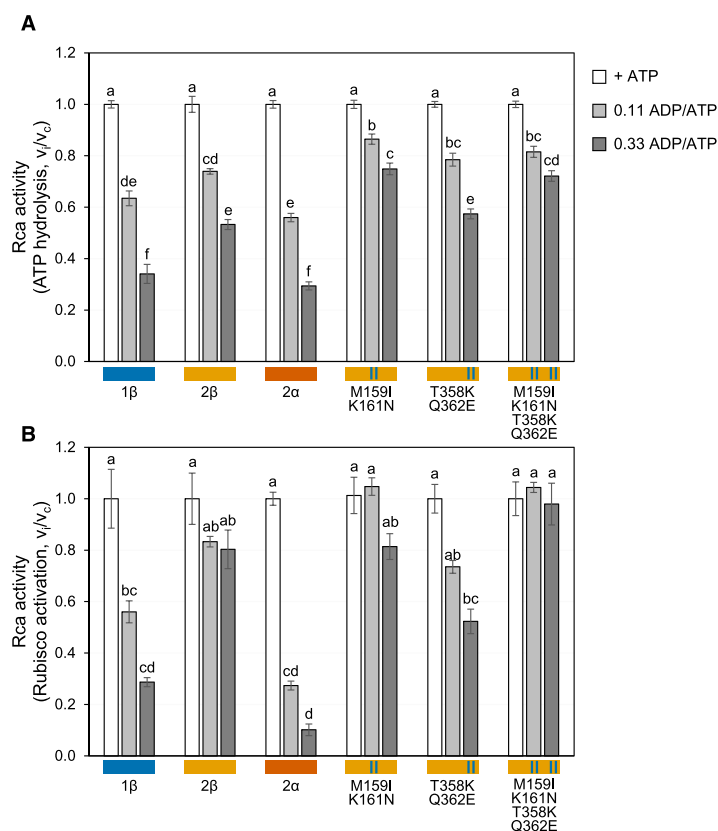 A
Rca activity
(ATP hydrolysis, vi/vc)
1.2
1.0
0.8
0.6
0.4
0.2
0.0
a
de
f
a
cd
e
a
e
f
a
b
c
a
bc
e
a
bc
cd
+ ATP
0.11 ADP/ATP
0.33 ADP/ATP
1β
2β
2α
M159I
K161N
T358K
Q362E
M159I
K161N
T358K
Q362E
B
Rca activity
(Rubisco activation, vi/vc)
1.2
1.0
0.8
0.6
0.4
0.2
0.0
a
bc
cd
a
ab
ab
a
cd
d
a
a
ab
a
ab
bc
a
a
a
1β
2β
2α
M159I
K161N
T358K
Q362E
M159I
K161N
T358K
Q362E